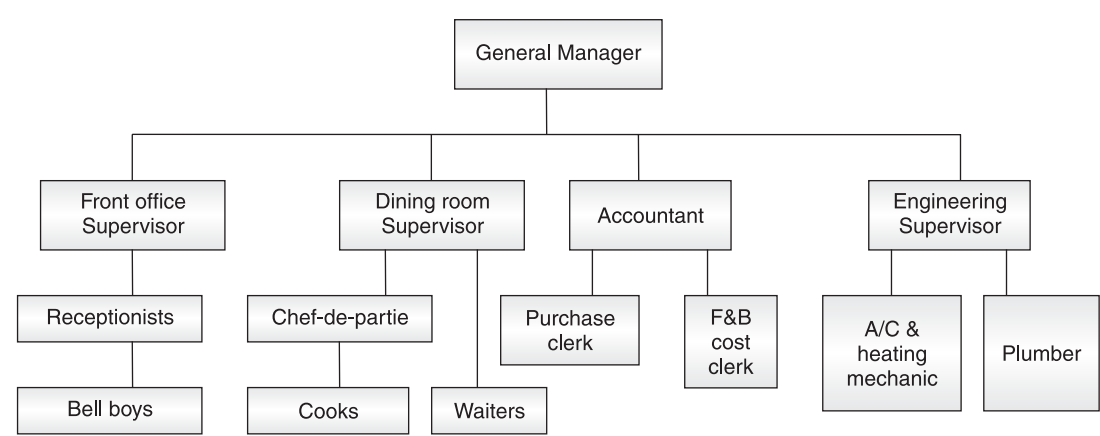 General Manager
Front office
Supervisor
Dining room
Supervisor
Accountant
Engineering
Supervisor
Receptionists
Chef-de-partie
Purchase
clerk
F&B
cost
clerk
A/C &
heating
mechanic
Plumber
Bell boys
Cooks
Waiters